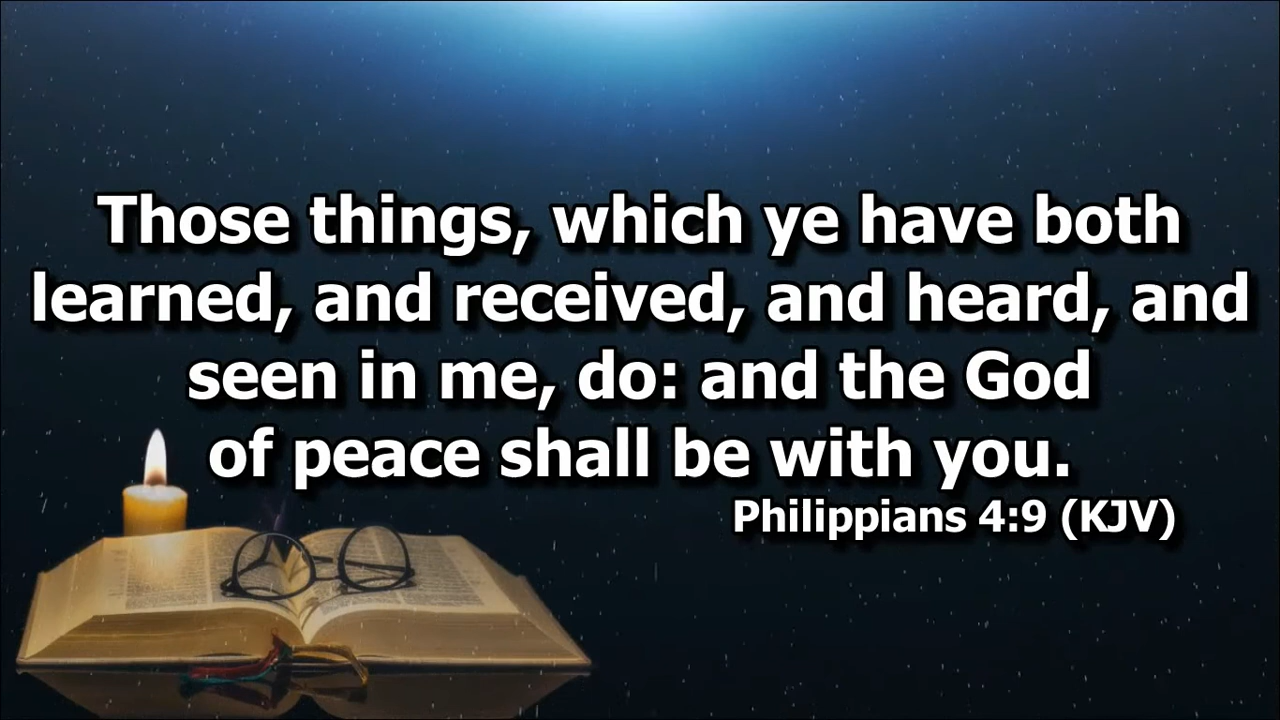 Those things, which ye have both
learned, and received, and heard, and
seen in me, do: and the God
of peace shall be with you.
Philippians 4:9 (KJV)